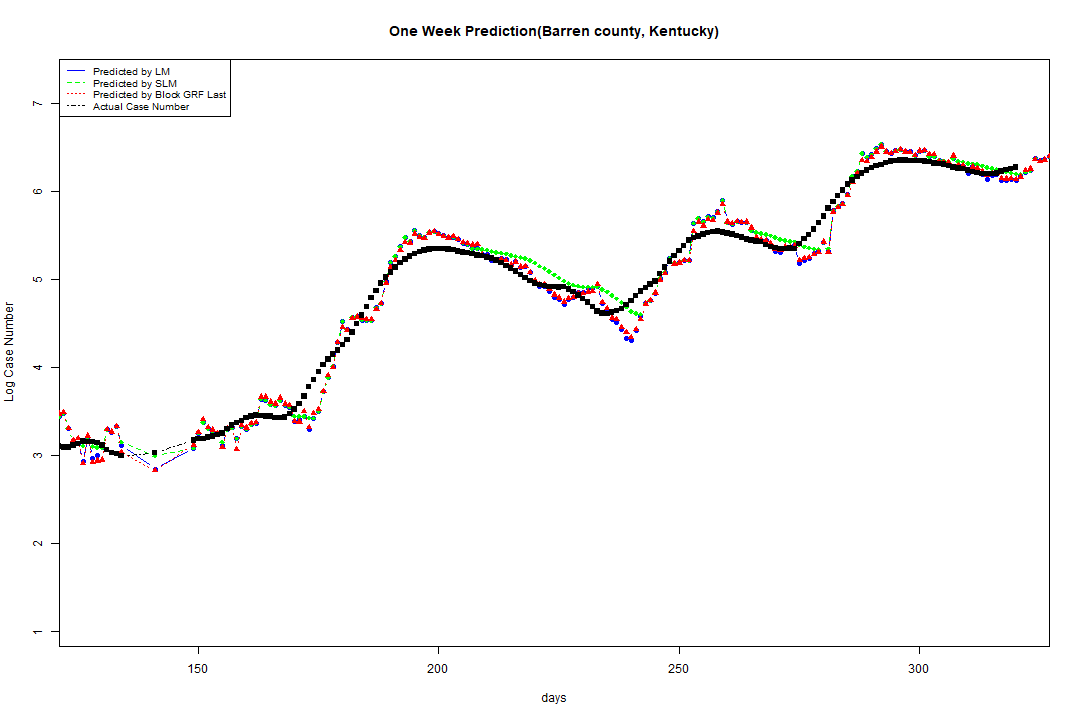 One Week Prediction(Barren county, Kentucky)
Predicted by LM
Predicted by SLM
Predicted by Block GRF Last
Actual Case Number
7
6
5
4
3
2
1
Log Case Number
150 200 250 300
days